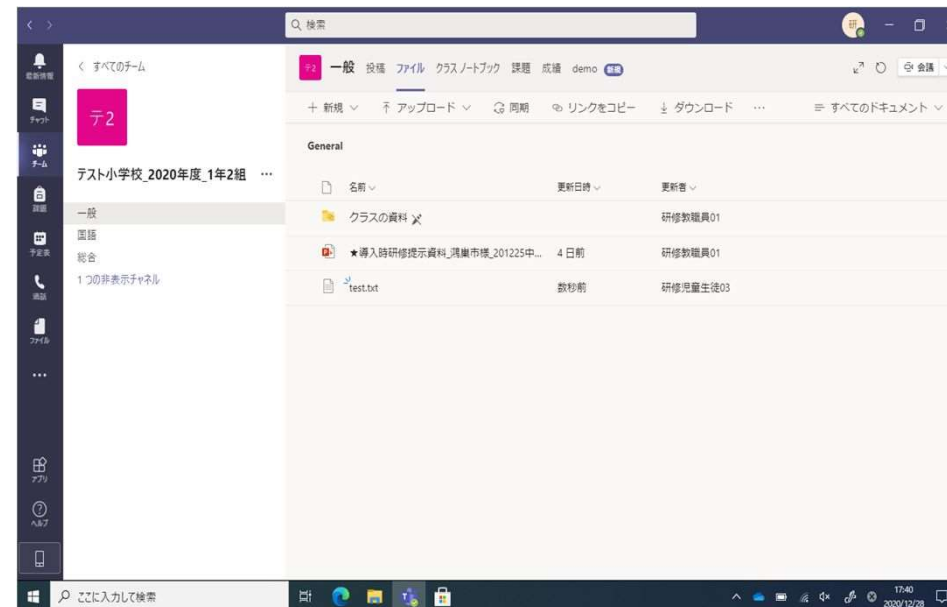 検索
研
最新情報
チャット
チーム
課題
予定表
通話
ファイル
アプリ
ヘルプ
すべてのチーム
テ2
テスト小学校_2020年度_1年2組 …
一般
国語
総合
1 つの非表示チャネル
テ2 一般 投稿 ファイル クラス ノートブック 課題 成績 demo 新規 会議
+ 新規 アップロード 同期 リンクをコピー ダウンロード … すべてのドキュメント
General
名前 更新日時 更新者
クラスの資料 研修教職員01
★導入時研修提示資料_鴻巣市様_201225中... 4 日前 研修教職員01
test.txt 数秒前 研修児童生徒03
ここに入力して検索
17:40
2020/12/28